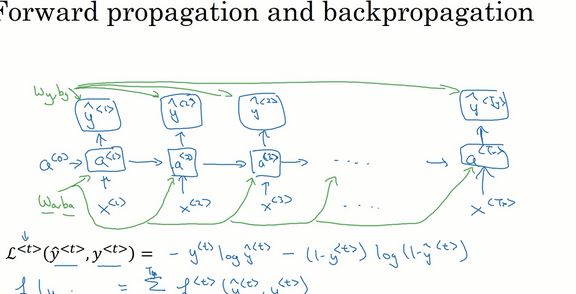 Forward propagation and backpropagation
Wy,by
ŷ<1> ŷ<2> ŷ<3> ŷ<Ty>
a<0> a<1> a<2> a<3> .... a<Tx>
Wa,ba x<1> x<2> x<3> .... x<Tx>
ℒ<t>(ŷ<t>, y<t>) = - y<t> log ŷ<t> - (1-y<t>) log (1-ŷ<t>)
= Σ ℒ<t> (ŷ<t>, y<t>)